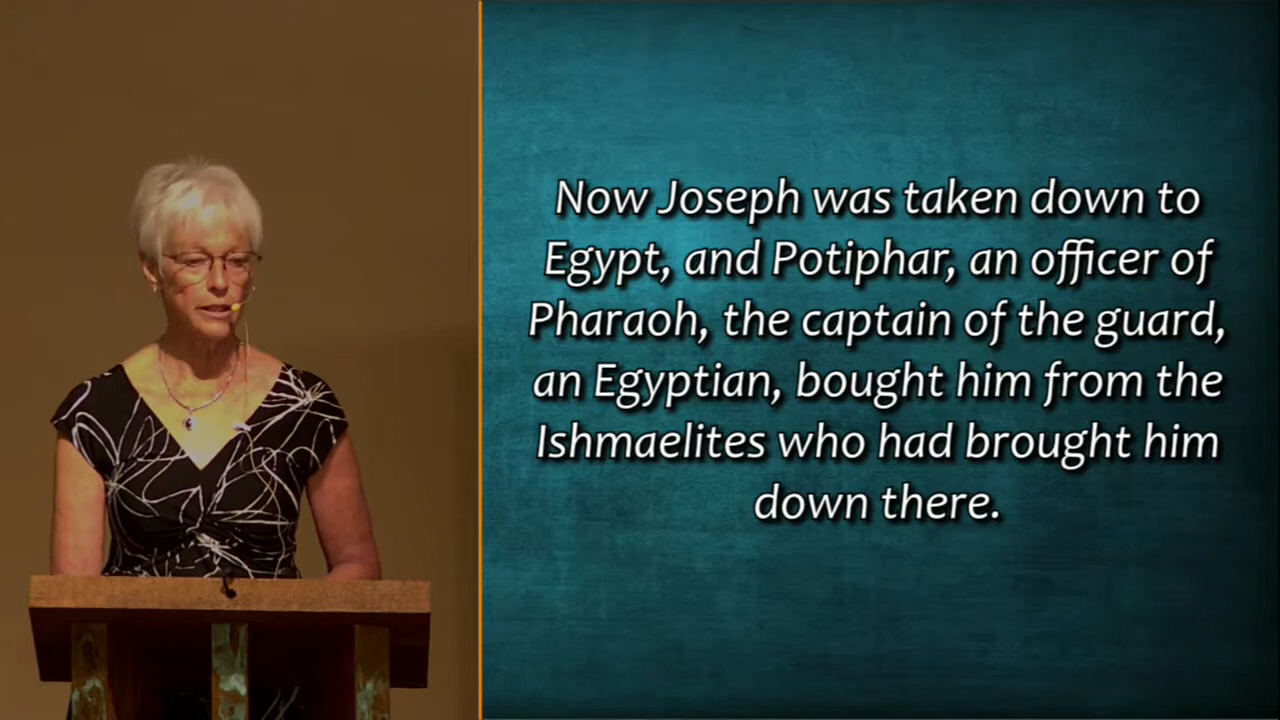 Now Joseph was taken down to
Egypt, and Potiphar, an officer of
Pharaoh, the captain of the guard,
an Egyptian, bought him from the
Ishmaelites who had brought him
down there.